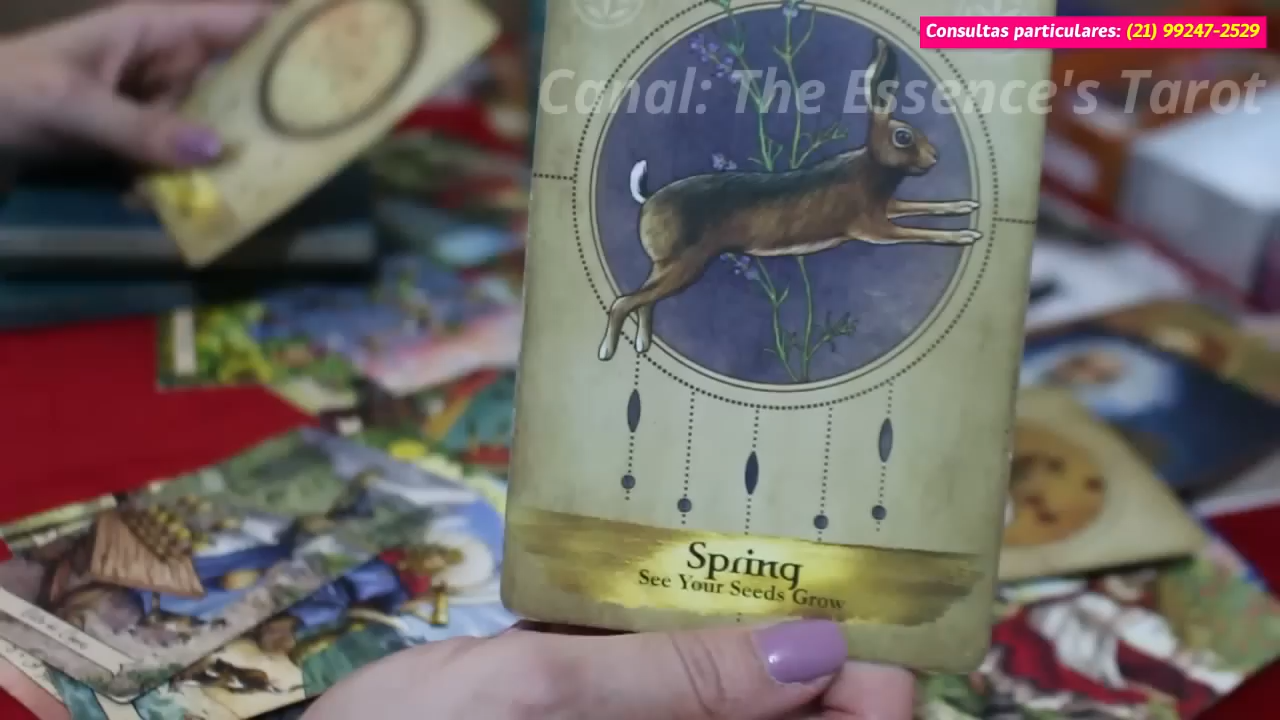 Consultas particulares: (21) 99247-2529
Canal: The Essence's Tarot
Spring
See Your Seeds Grow